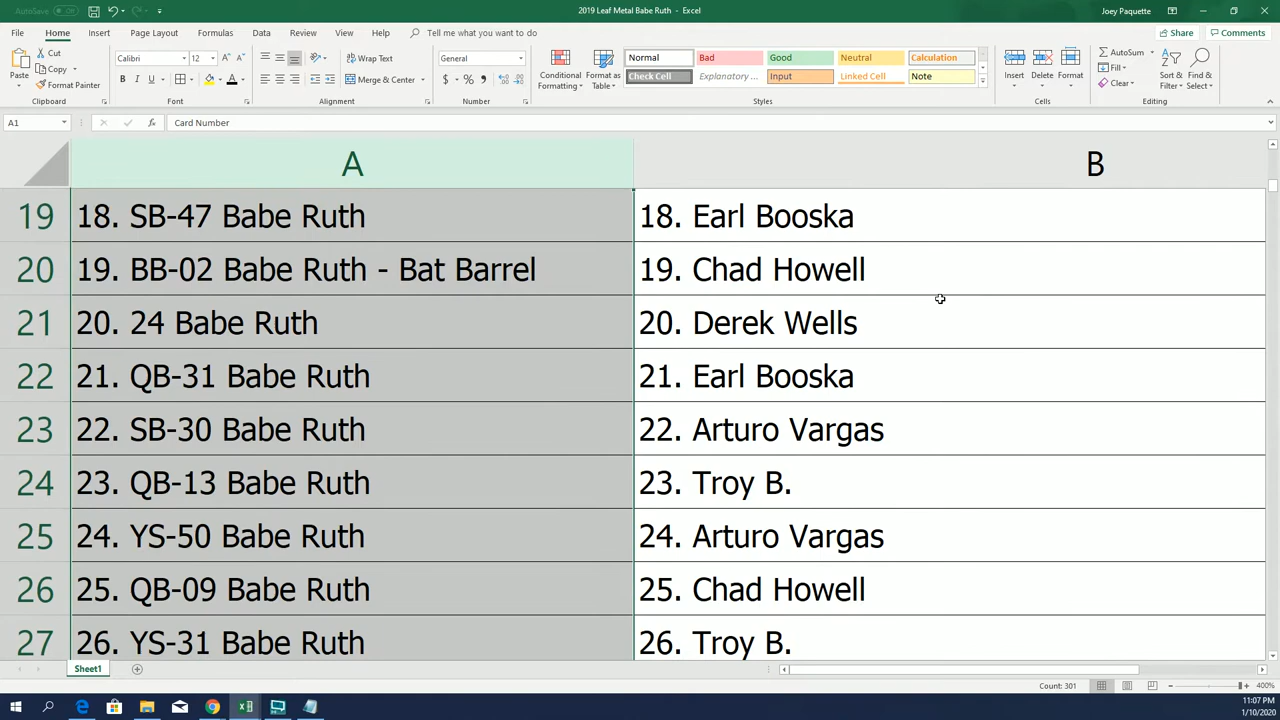 AutoSave Off
2019 Leaf Metal Babe Ruth - Excel
Joey Paquette
File Home Insert Page Layout Formulas Data Review View Help Tell me what you want to do
Share Comments
Paste
Cut
Copy
Format Painter
Clipboard
Calibri 12
B I U
Font
Wrap Text
Merge & Center
Alignment
General
$ % ,
Number
Conditional Formatting
Format as Table
Normal Bad Good Neutral Calculation
Check Cell Explanatory ... Input Linked Cell Note
Styles
Insert Delete Format
Cells
AutoSum
Fill
Clear
Sort & Filter
Find & Select
Editing
A1 fx Card Number
A B
19 18. SB-47 Babe Ruth 18. Earl Booska
20 19. BB-02 Babe Ruth - Bat Barrel 19. Chad Howell
21 20. 24 Babe Ruth 20. Derek Wells
22 21. QB-31 Babe Ruth 21. Earl Booska
23 22. SB-30 Babe Ruth 22. Arturo Vargas
24 23. QB-13 Babe Ruth 23. Troy B.
25 24. YS-50 Babe Ruth 24. Arturo Vargas
26 25. QB-09 Babe Ruth 25. Chad Howell
27 26. YS-31 Babe Ruth 26. Troy B.
Sheet1
Count: 301 400%
11:07 PM
1/10/2020